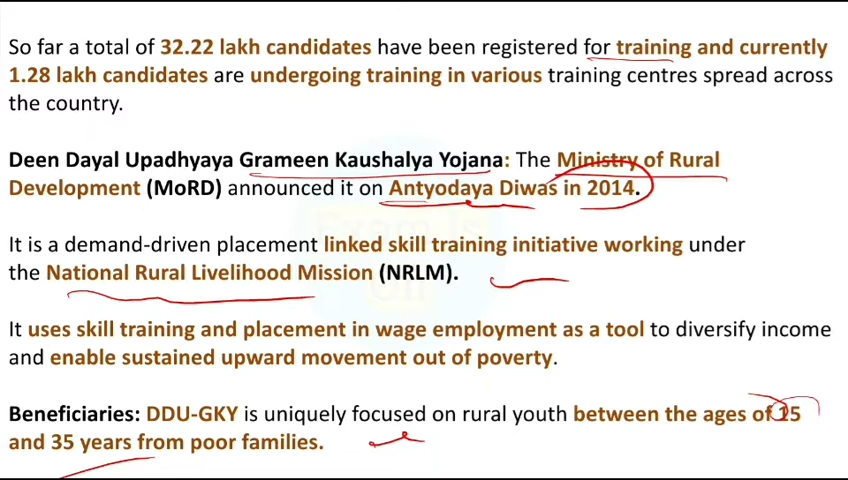 So far a total of 32.22 lakh candidates have been registered for training and currently
1.28 lakh candidates are undergoing training in various training centres spread across
the country.
Deen Dayal Upadhyaya Grameen Kaushalya Yojana: The Ministry of Rural
Development (MoRD) announced it on Antyodaya Diwas in 2014.
It is a demand-driven placement linked skill training initiative working under
the National Rural Livelihood Mission (NRLM).
It uses skill training and placement in wage employment as a tool to diversify income
and enable sustained upward movement out of poverty.
Beneficiaries: DDU-GKY is uniquely focused on rural youth between the ages of 15
and 35 years from poor families.